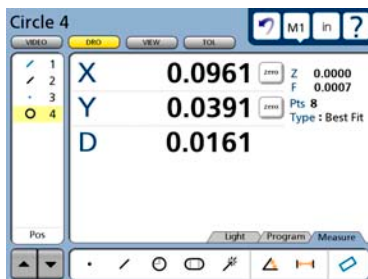 Circle 4
M1
in
?
VIDEO
DRO
VIEW
TOL
1
2
3
4
X 0.0961 zero
Y 0.0391 zero
D 0.0161
Z 0.0000
F 0.0007
Pts 8
Type : Best Fit
Pos
Light
Program
Measure